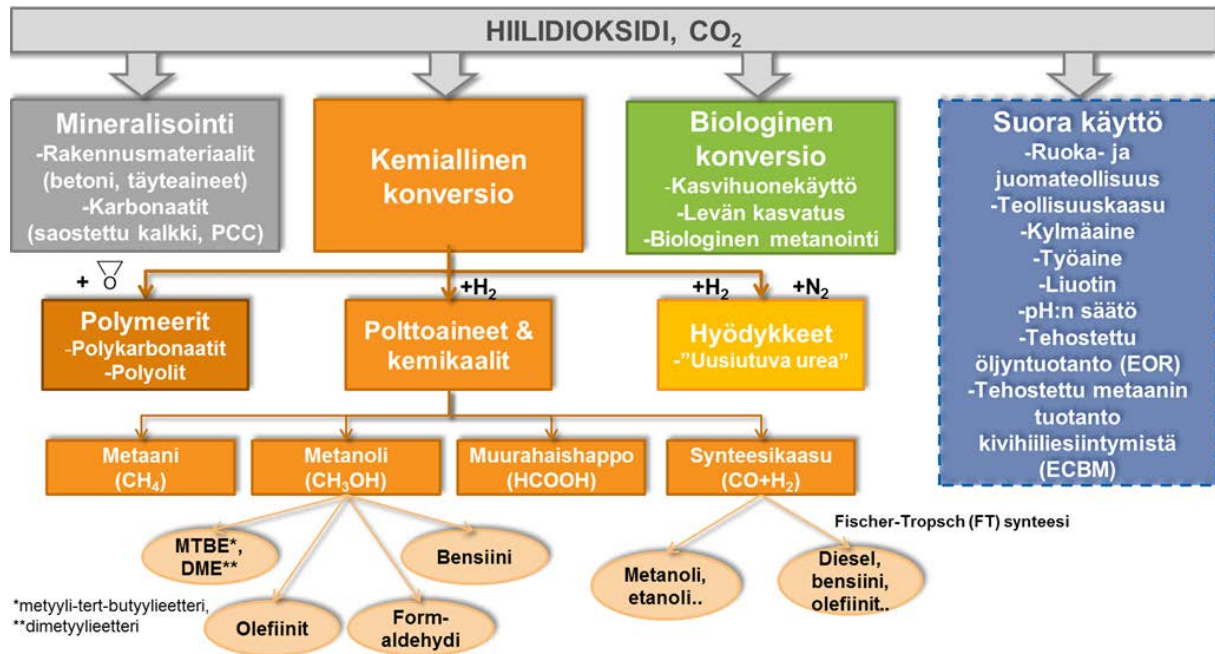 HIILIDIOKSIDI, CO₂
Mineralisointi
-Rakennusmateriaalit
(betoni, täyteaineet)
-Karbonaatit
(saostettu kalkki, PCC)
Kemiallinen
konversio
Biologinen
konversio
-Kasvihuonekäyttö
-Levän kasvatus
-Biologinen metanointi
Suora käyttö
-Ruoka- ja
juomateollisuus
-Teollisuuskaasu
-Kylmäaine
-Työaine
-Liuotin
-pH:n säätö
-Tehostettu
öljyntuotanto (EOR)
-Tehostettu metaanin
tuotanto
kivihiiliesiintymistä
(ECBM)
+ O
+H₂
+H₂
+N₂
Polymeerit
-Polykarbonaatit
-Polyolit
Polttoaineet &
kemikaalit
Hyödykkeet
-”Uusiutuva urea”
Metaani
(CH₄)
Metanoli
(CH₃OH)
Muurahaishappo
(HCOOH)
Synteesikaasu
(CO+H₂)
Fischer-Tropsch (FT) synteesi
MTBE*,
DME**
Bensiini
Metanoli,
etanoli..
Diesel,
bensiini,
olefiinit..
Olefiinit
Form-
aldehydi
*metyyli-tert-butyylieetteri,
**dimetyylieetteri